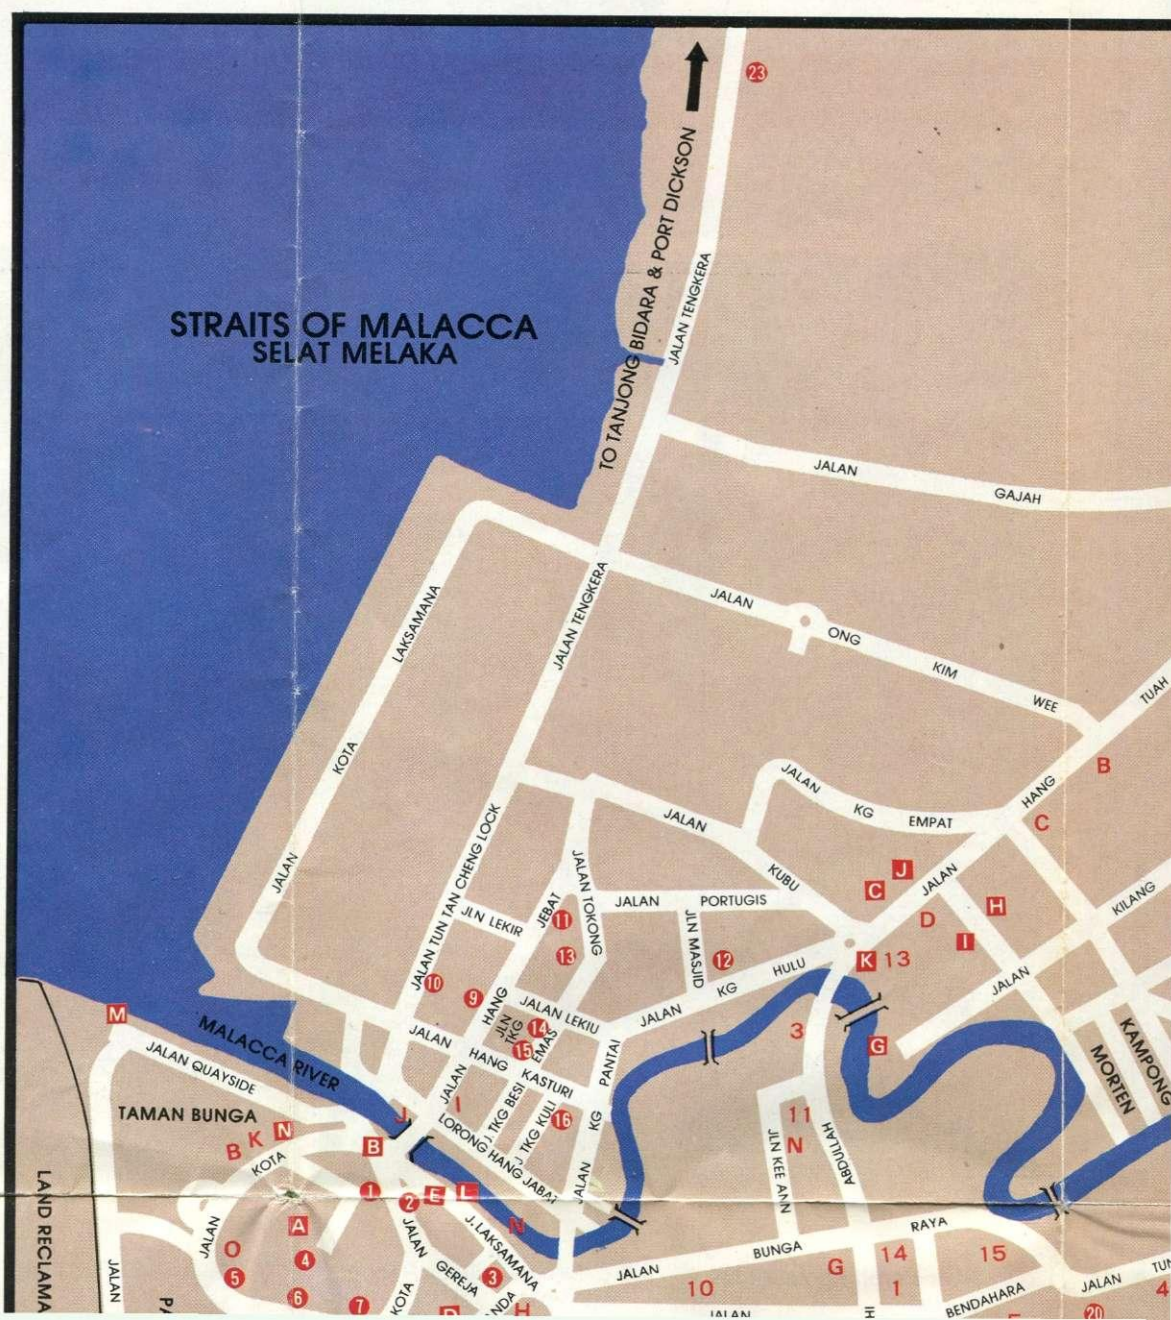 23
TO TANJONG BIDARA & PORT DICKSON
JALAN TENGKERA
STRAITS OF MALACCA
SELAT MELAKA
JALAN GAJAH
JALAN TENGKERA
JALAN ONG KIM WEE
JALAN KOTA LAKSAMANA
JALAN HANG TUAH
B
C
JALAN KG EMPAT
JALAN KUBU
JALAN TUN TAN CHENG LOCK
JALAN TOKONG
JALAN PORTUGIS
JLN MASJID
JLN LEKIR
JALAN HANG JEBAT
C
J
D
H
I
K
13
KILANG
JALAN
11
13
12
10
9
14
15
16
JALAN KG HULU
JALAN LEKIU
JLN TKG EMAS
JALAN HANG KASTURI
J. TKG BESI
J TKG KULI
JALAN KG PANTAI
LORONG HANG JABAT
3
G
KAMPONG
MORTEN
M
MALACCA RIVER
JALAN QUAYSIDE
TAMAN BUNGA
B
K
N
J
I
B
JALAN KOTA
1
2
E
L
N
A
O
4
5
6
7
3
H
J. LAKSAMANA
JALAN GEREJA
KOTA
NDA
11
N
JLN KEE ANN
ABDULLAH
JALAN BUNGA RAYA
G
14
15
10
1
BENDAHARA
JALAN TUN
4
20
JALAN
LAND RECLAMA
JALAN
PA